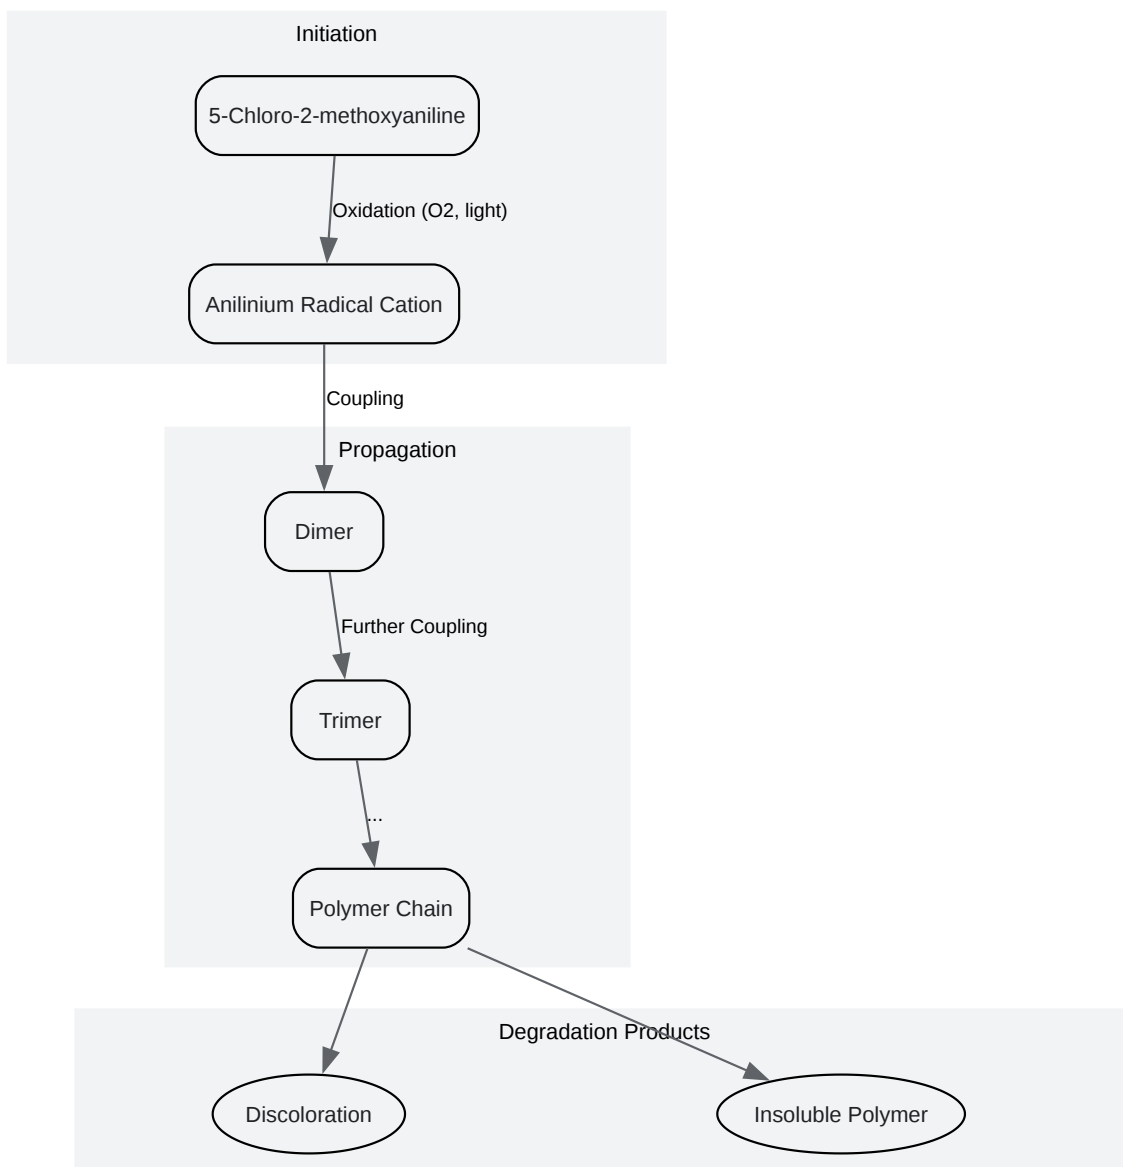 Initiation
5-Chloro-2-methoxyaniline
Oxidation (O2, light)
Anilinium Radical Cation
Coupling
Propagation
Dimer
Further Coupling
Trimer
...
Polymer Chain
Degradation Products
Discoloration
Insoluble Polymer